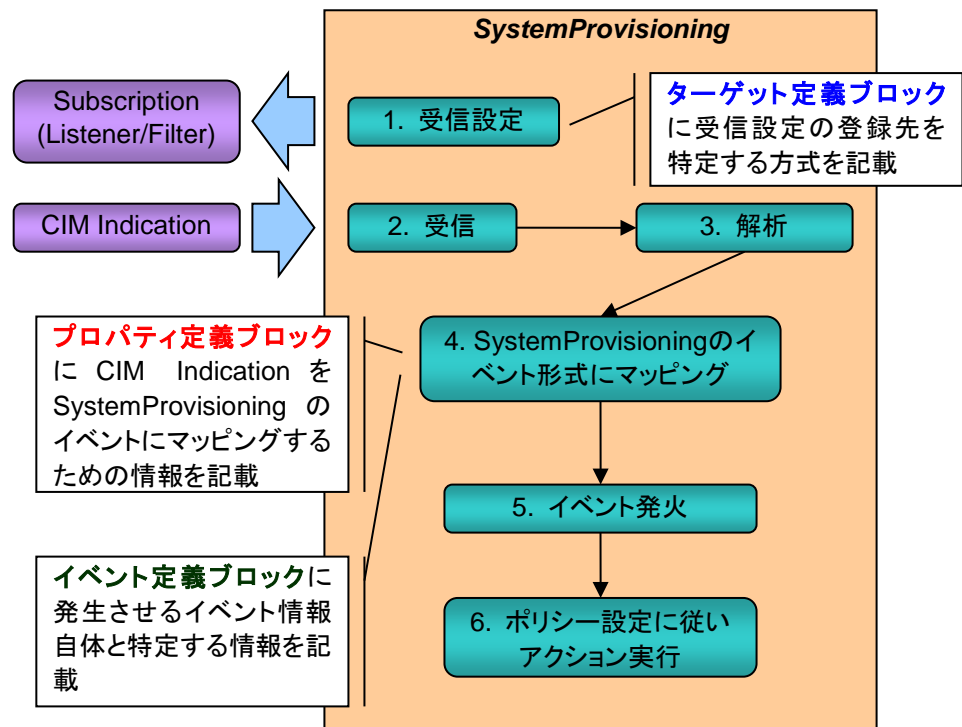 SystemProvisioning
Subscription
(Listener/Filter)
1. 受信設定
ターゲット定義ブロック
に受信設定の登録先を
特定する方式を記載
CIM Indication
2. 受信
3. 解析
プロパティ定義ブロック
に CIM Indication を
SystemProvisioning の
イベントにマッピングする
ための情報を記載
4. SystemProvisioningのイ
ベント形式にマッピング
5. イベント発火
イベント定義ブロックに
発生させるイベント情報
自体と特定する情報を記
載
6. ポリシー設定に従い
アクション実行